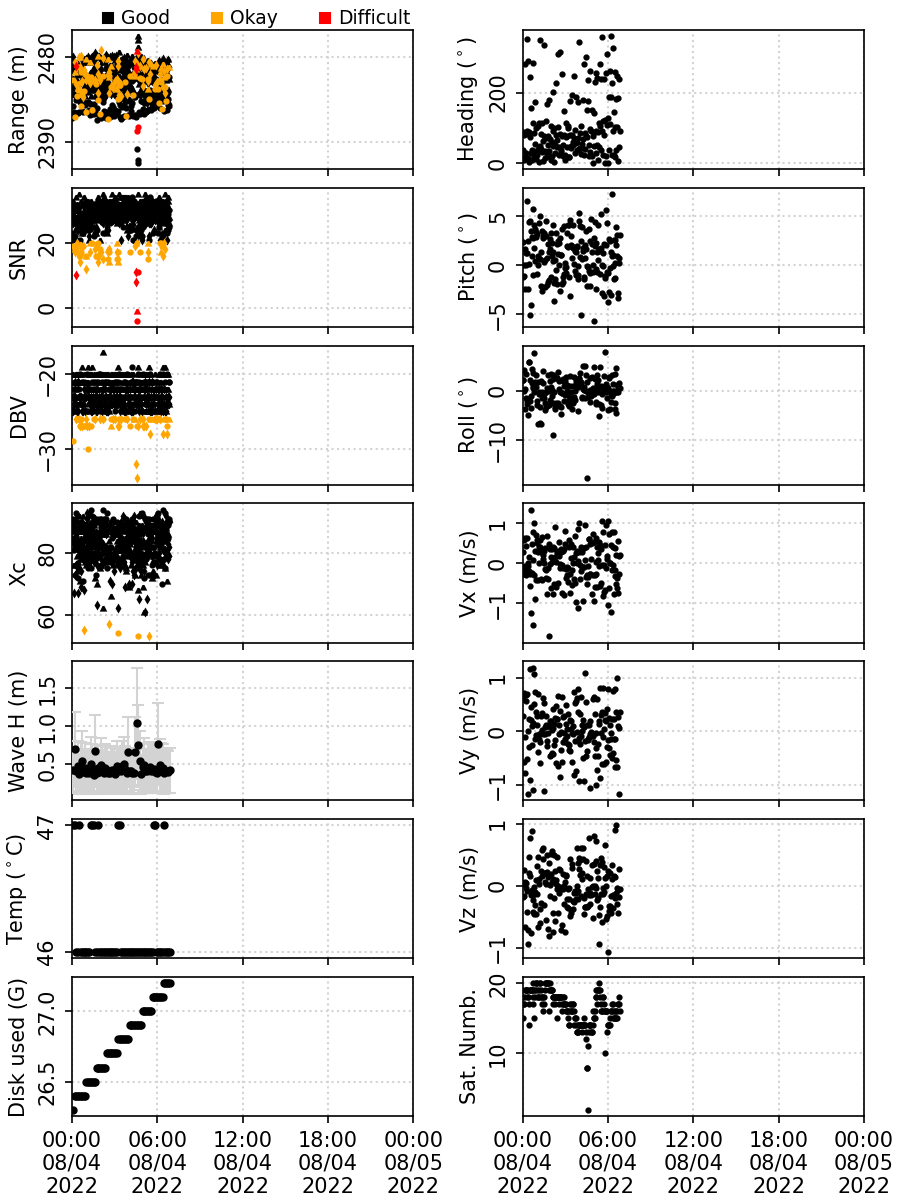 Good Okay Difficult
Range (m)
2480
2390
Heading (°)
200
0
SNR
20
0
Pitch (°)
5
0
−5
DBV
−20
−30
Roll (°)
0
−10
Xc
80
60
Vx (m/s)
1
0
−1
Wave H (m)
1.5
1.0
0.5
Vy (m/s)
1
0
−1
Temp (°C)
47
46
Vz (m/s)
1
0
−1
Disk used (G)
27.0
26.5
Sat. Numb.
20
10
00:00 06:00 12:00 18:00 00:00
08/04 08/04 08/04 08/04 08/05
2022 2022 2022 2022 2022
00:00 06:00 12:00 18:00 00:00
08/04 08/04 08/04 08/04 08/05
2022 2022 2022 2022 2022